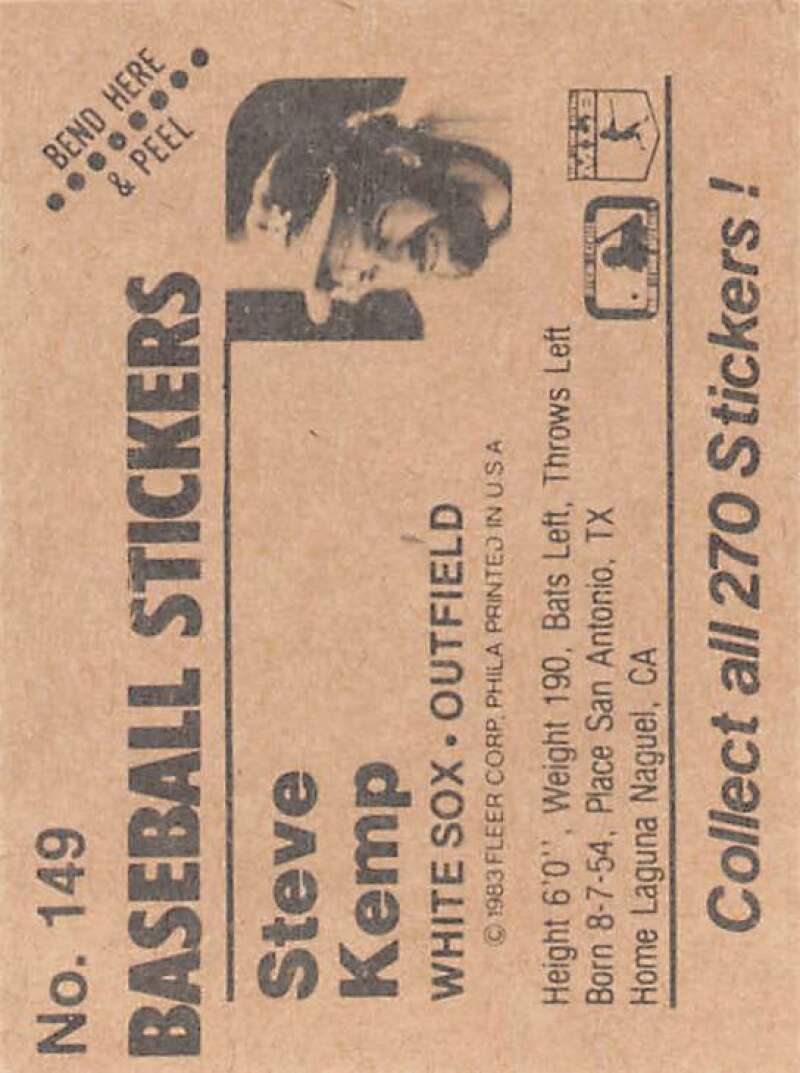 No. 149
BEND HERE
& PEEL
BASEBALL STICKERS
Steve
Kemp
WHITE SOX • OUTFIELD
© 1983 FLEER CORP. PHILA PRINTED IN U S A
Height 6'0'', Weight 190, Bats Left, Throws Left
Born 8-7-54, Place San Antonio, TX
Home Laguna Naguel, CA
Collect all 270 Stickers!